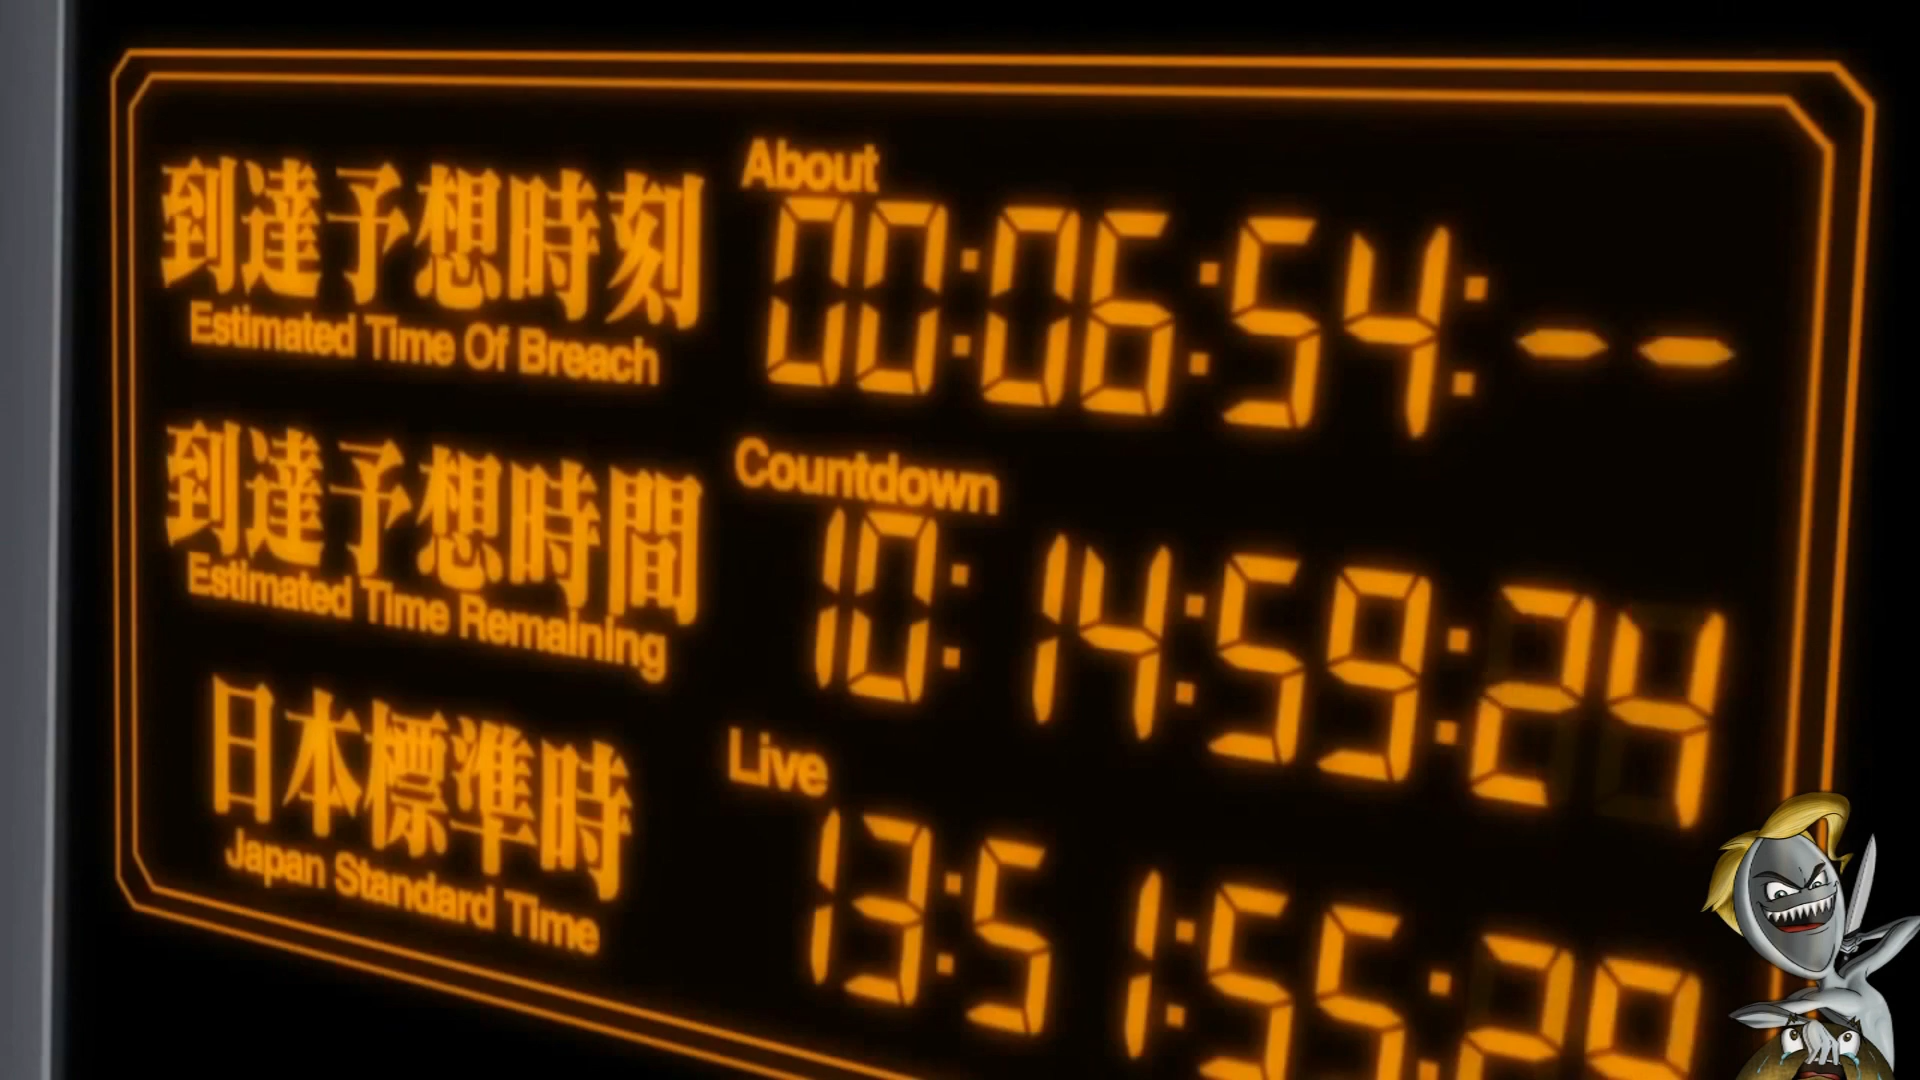 About
到達予想時刻 00:06:54:--
Estimated Time Of Breach
Countdown
到達予想時間 10:14:59:24
Estimated Time Remaining
Live
日本標準時 13:51:55:29
Japan Standard Time